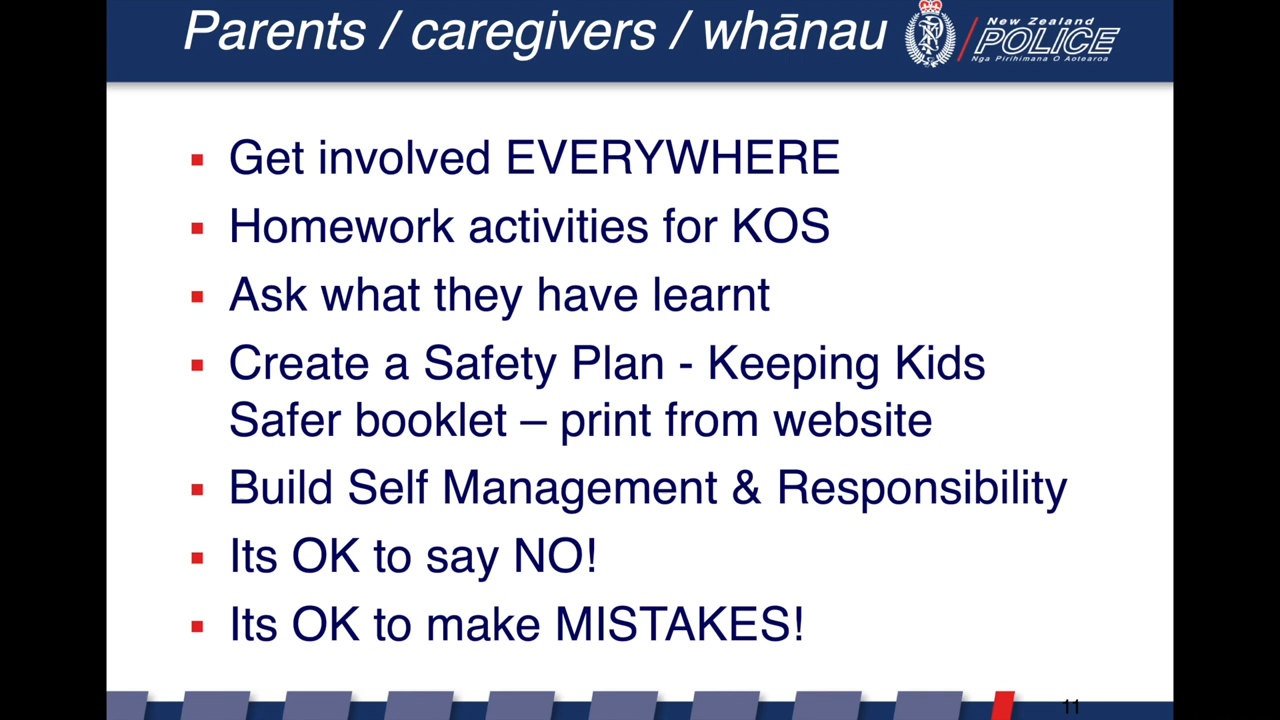 Parents / caregivers / whānau
New Zealand
POLICE
Nga Pirihimana O Aotearoa
Get involved EVERYWHERE
Homework activities for KOS
Ask what they have learnt
Create a Safety Plan - Keeping Kids
Safer booklet – print from website
Build Self Management & Responsibility
Its OK to say NO!
Its OK to make MISTAKES!
11